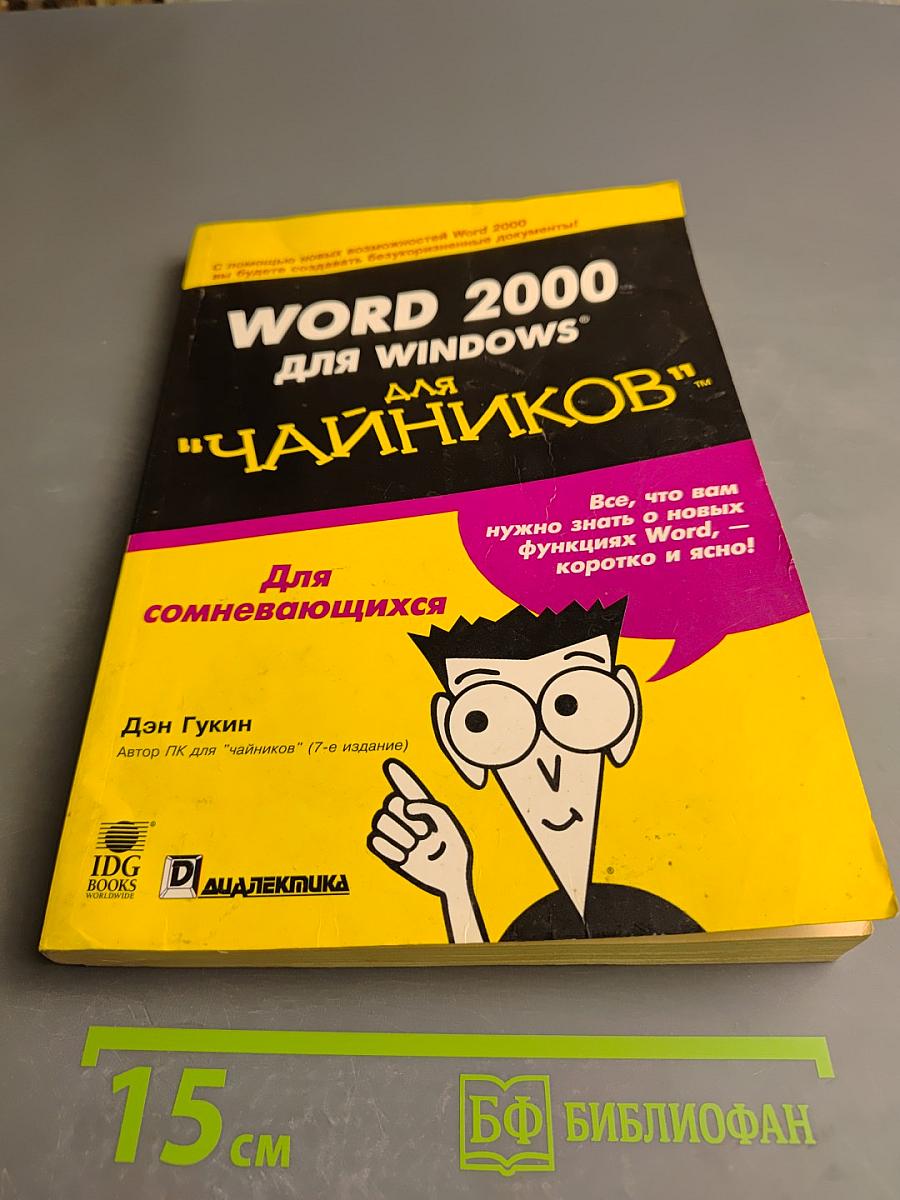 С помощью новых возможностей Word 2000
вы будете создавать безукоризненные документы!
WORD 2000
ДЛЯ WINDOWS®
ДЛЯ
"ЧАЙНИКОВ"™
Все, что вам
нужно знать о новых
функциях Word, —
коротко и ясно!
Для
сомневающихся
Дэн Гукин
Автор ПК для "чайников" (7-е издание)
®
IDG
BOOKS
WORLDWIDE
D ДИАЛЕКТИКА
®
15 см
БФ БИБЛИОФАН